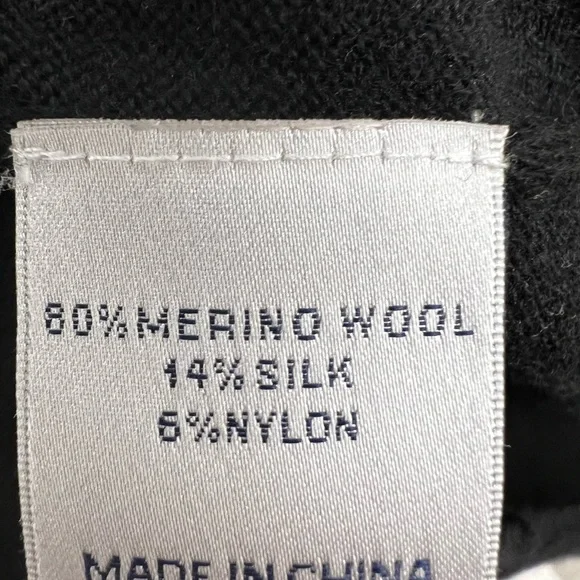 80% MERINO WOOL
14% SILK
6% NYLON
MADE IN CHINA